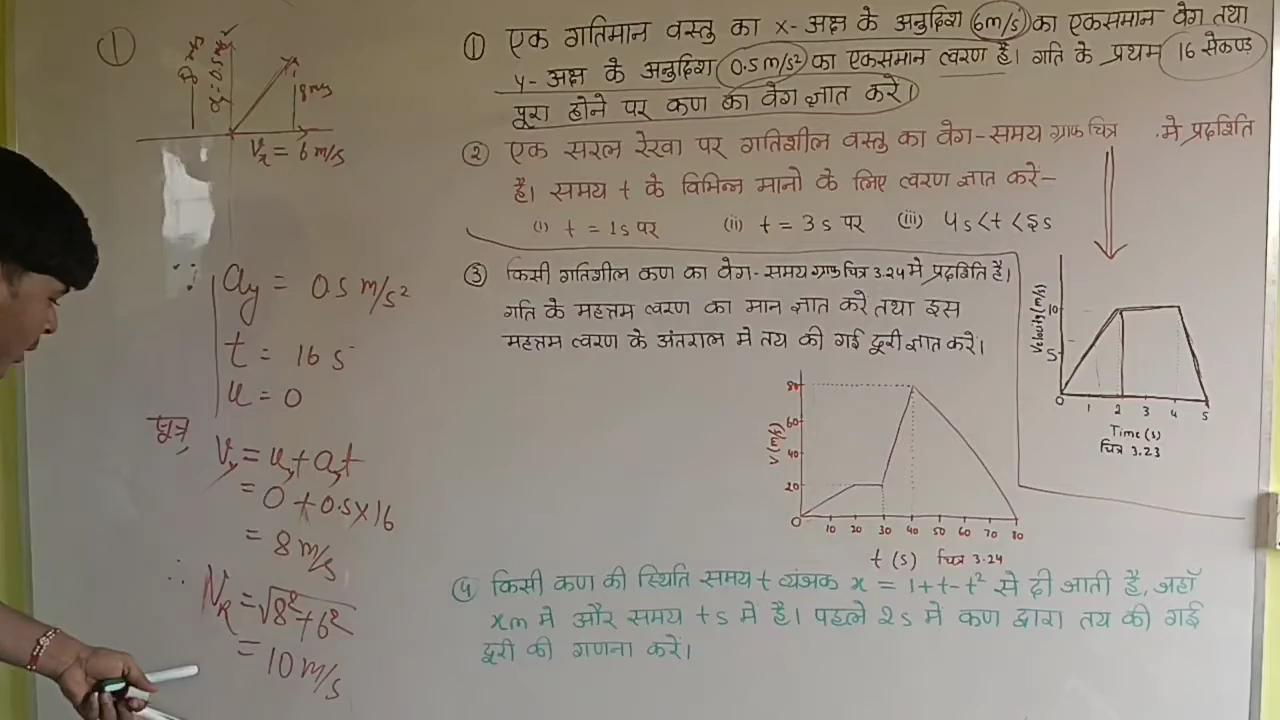 ①
① एक गतिमान वस्तु का x-अक्ष के अनुदिश 6m/s का एकसमान वेग तथा
y-अक्ष के अनुदिश 0.5m/s² का एकसमान त्वरण है। गति के प्रथम 16 सेकण्ड
पूरा होने पर कण का वेग ज्ञात करें।
② एक सरल रेखा पर गतिशील वस्तु का वेग-समय ग्राफ चित्र .मे प्रदर्शित
है। समय t के विभिन्न मानो के लिए त्वरण ज्ञात करें-
(i) t = 1s पर (ii) t = 3s पर (iii) 4s<t<5s
③ किसी गतिशील कण का वेग-समय ग्राफ चित्र 3.24 मे प्रदर्शित है।
गति के महत्तम त्वरण का मान ज्ञात करे तथा इस
महत्तम त्वरण के अंतराल मे तय की गई दूरी ज्ञात करें।
Velocity (m/s)
10
5
0 1 2 3 4 5
Time (s)
चित्र 3.23
v (m/s)
80
60
40
20
0 10 20 30 40 50 60 70 80
t (s) चित्र 3.24
④ किसी कण की स्थिति समय t व्यंजक x = 1+t-t² से दी जाती है, जहाँ
xm मे और समय ts मे है। पहले 2s मे कण द्वारा तय की गई
दूरी की गणना करें।
8m/s
Vx = 6 m/s
∵ ay = 0.5 m/s²
t = 16 s
u = 0
सूत्र,
Vy = uy + ayt
= 0 + 0.5 x 16
= 8 m/s
∴ VR = √8² + 6²
= 10 m/s